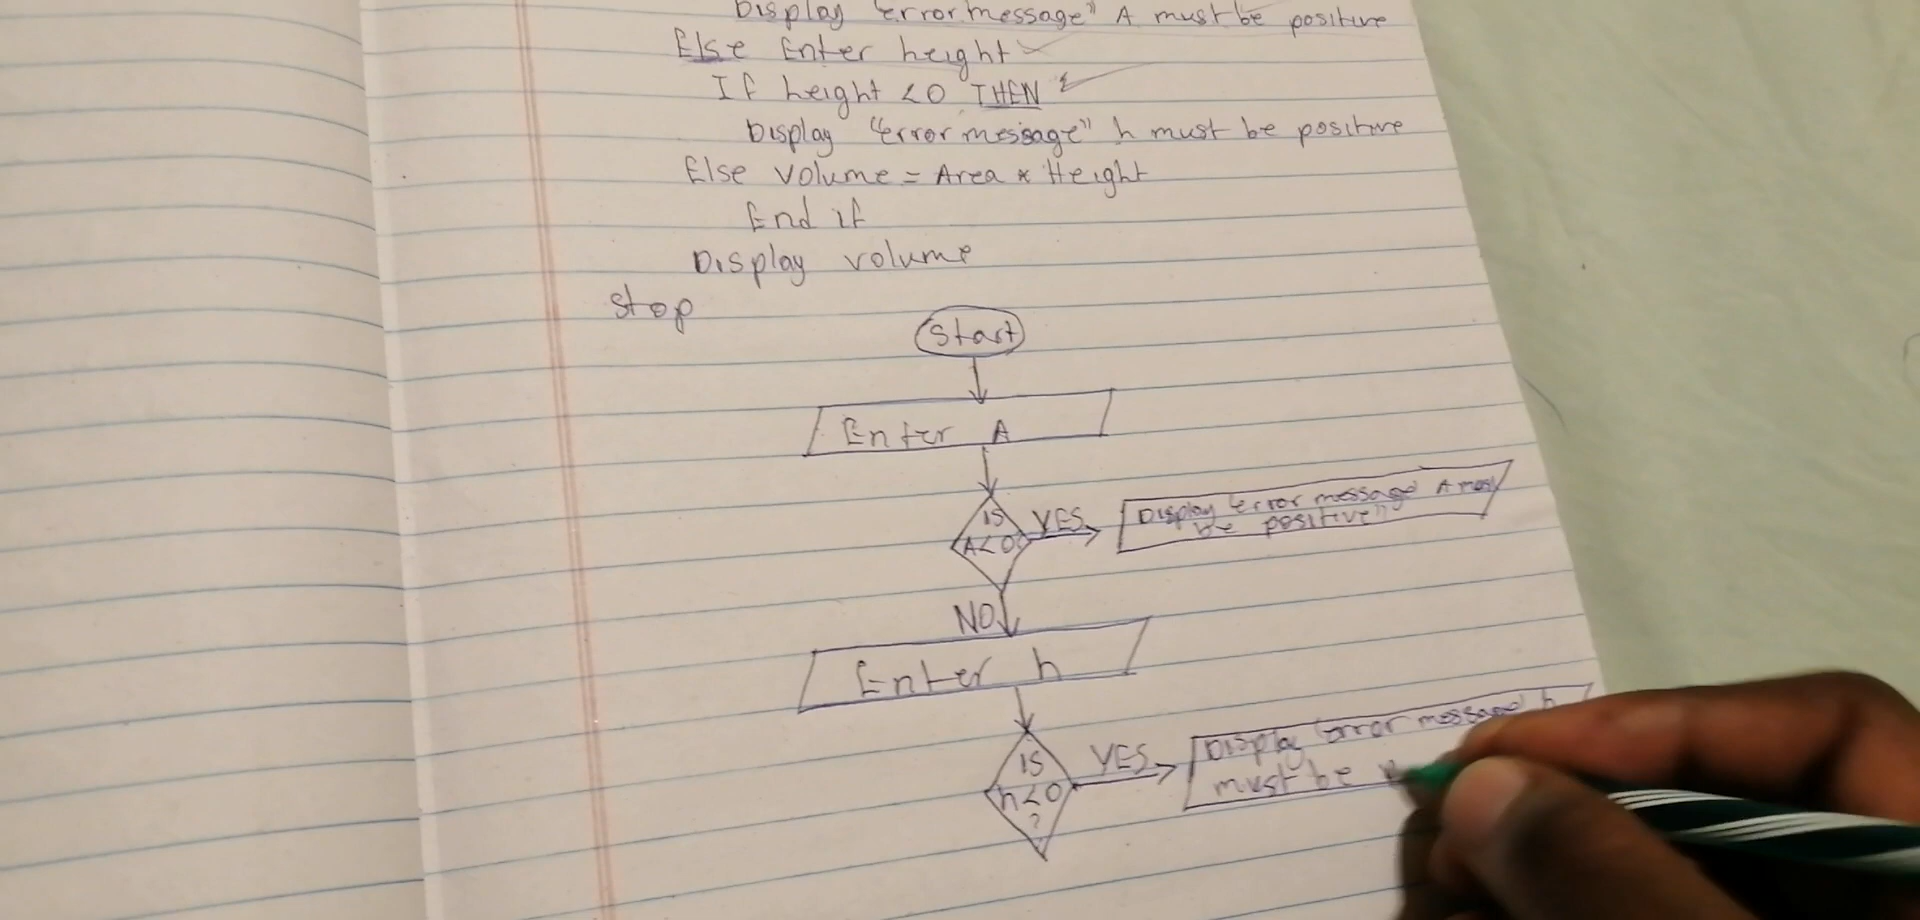 Display "error message" A must be positive
Else Enter height
If height <0 THEN
Display "error message" h must be positive
Else volume = Area * Height
End if
Display volume
Stop
Start
Enter A
IS
A<0
YES
Display "error message A must
be positive"
NO
Enter h
IS
h<0
?
YES
Display "error message h
must be